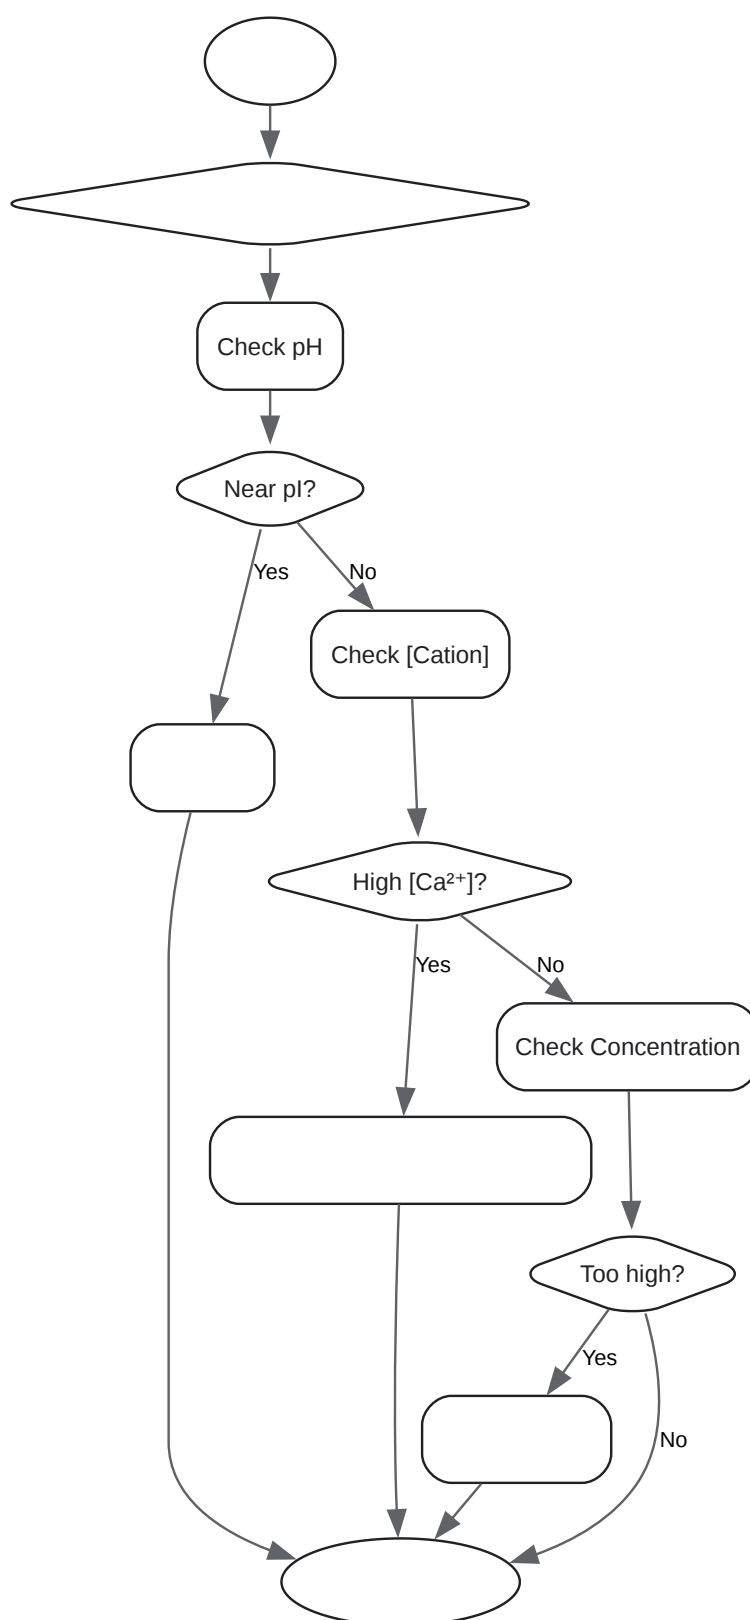 Check pH
Near pI?
Yes
No
Check [Cation]
High [Ca²⁺]?
Yes
No
Check Concentration
Too high?
Yes
No